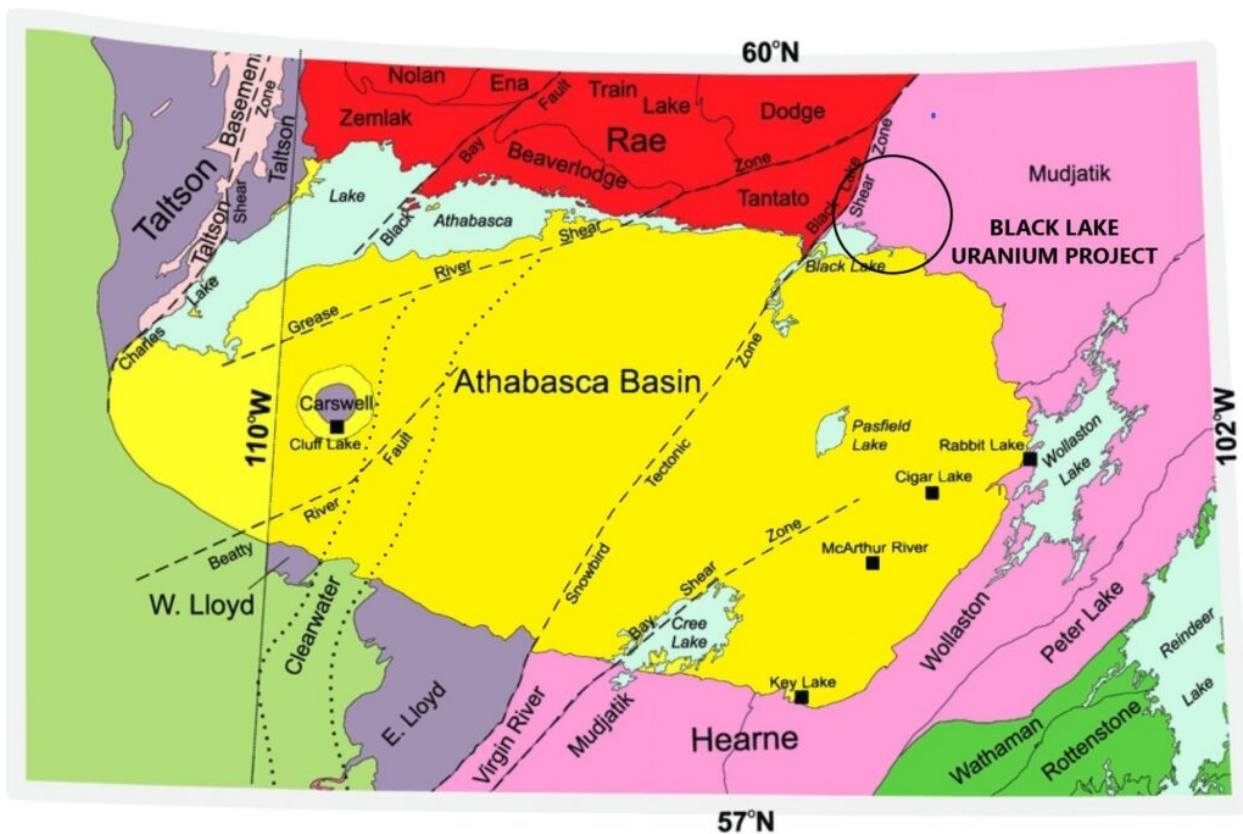 60°N
Nolan
Ena
Fault
Train
Lake
Dodge
Zemlak
Rae
Bay
Beaverlodge
Zone
Tantato
Black Lake
Shear
Zone
Mudjatik
Basement
Zone
Taltson
Taltson
Shear
Taltson
Lake
Athabasca
Black
Shear
River
Grease
Lake
Charles
Black Lake
BLACK LAKE
URANIUM PROJECT
Athabasca Basin
Zone
Carswell
Cluff Lake
110°W
Fault
River
Beatty
Tectonic
Snowbird
Pasfield
Lake
Rabbit Lake
Cigar Lake
Wollaston
Lake
102°W
Zone
McArthur River
Shear
Bay
Cree
Lake
Key Lake
W. Lloyd
Clearwater
E. Lloyd
Virgin River
Mudjatik
Hearne
Wollaston
Peter Lake
Reindeer
Lake
Wathaman
Rottenstone
57°N